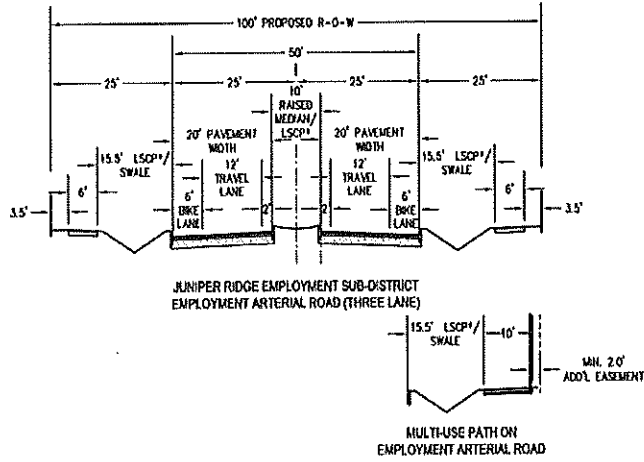 100' PROPOSED R-O-W
50'
25' 25' 25' 25'
10'
RAISED
MEDIAN/
LSCP'
20' PAVEMENT
WIDTH
20' PAVEMENT
WIDTH
15.5' LSCP'/
SWALE
12'
TRAVEL
LANE
12'
TRAVEL
LANE
15.5' LSCP'/
SWALE
6'
6'
BIKE
LANE
2'
2'
6'
BIKE
LANE
6'
3.5'
3.5'
JUNIPER RIDGE EMPLOYMENT SUB-DISTRICT
EMPLOYMENT ARTERIAL ROAD (THREE LANE)
15.5' LSCP'/
SWALE
10'
MIN. 2.0'
ADD'L EASEMENT
MULTI-USE PATH ON
EMPLOYMENT ARTERIAL ROAD